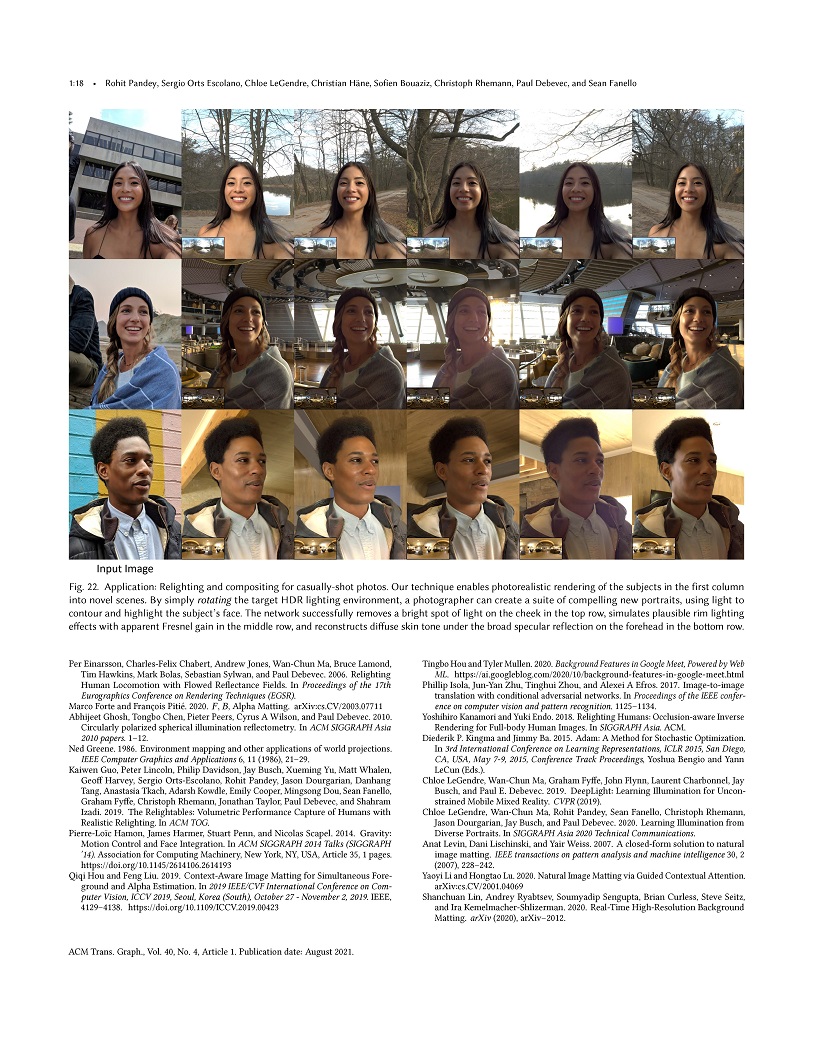 1:18 • Rohit Pandey, Sergio Orts Escolano, Chloe LeGendre, Christian Häne, Sofien Bouaziz, Christoph Rhemann, Paul Debevec, and Sean Fanello
Input Image
Fig. 22. Application: Relighting and compositing for casually-shot photos. Our technique enables photorealistic rendering of the subjects in the first column
into novel scenes. By simply rotating the target HDR lighting environment, a photographer can create a suite of compelling new portraits, using light to
contour and highlight the subject's face. The network successfully removes a bright spot of light on the cheek in the top row, simulates plausible rim lighting
effects with apparent Fresnel gain in the middle row, and reconstructs diffuse skin tone under the broad specular reflection on the forehead in the bottom row.
Per Einarsson, Charles-Felix Chabert, Andrew Jones, Wan-Chun Ma, Bruce Lamond,
Tim Hawkins, Mark Bolas, Sebastian Sylwan, and Paul Debevec. 2006. Relighting
Human Locomotion with Flowed Reflectance Fields. In Proceedings of the 17th
Eurographics Conference on Rendering Techniques (EGSR).
Marco Forte and François Pitié. 2020. F, B, Alpha Matting. arXiv:cs.CV/2003.07711
Abhijeet Ghosh, Tongbo Chen, Pieter Peers, Cyrus A Wilson, and Paul Debevec. 2010.
Circularly polarized spherical illumination reflectometry. In ACM SIGGRAPH Asia
2010 papers. 1–12.
Ned Greene. 1986. Environment mapping and other applications of world projections.
IEEE Computer Graphics and Applications 6, 11 (1986), 21–29.
Kaiwen Guo, Peter Lincoln, Philip Davidson, Jay Busch, Xueming Yu, Matt Whalen,
Geoff Harvey, Sergio Orts-Escolano, Rohit Pandey, Jason Dourgarian, Danhang
Tang, Anastasia Tkach, Adarsh Kowdle, Emily Cooper, Mingsong Dou, Sean Fanello,
Graham Fyffe, Christoph Rhemann, Jonathan Taylor, Paul Debevec, and Shahram
Izadi. 2019. The Relightables: Volumetric Performance Capture of Humans with
Realistic Relighting. In ACM TOG.
Pierre-Loïc Hamon, James Harmer, Stuart Penn, and Nicolas Scapel. 2014. Gravity:
Motion Control and Face Integration. In ACM SIGGRAPH 2014 Talks (SIGGRAPH
'14). Association for Computing Machinery, New York, NY, USA, Article 35, 1 pages.
https://doi.org/10.1145/2614106.2614193
Qiqi Hou and Feng Liu. 2019. Context-Aware Image Matting for Simultaneous Fore-
ground and Alpha Estimation. In 2019 IEEE/CVF International Conference on Com-
puter Vision, ICCV 2019, Seoul, Korea (South), October 27 - November 2, 2019. IEEE,
4129–4138. https://doi.org/10.1109/ICCV.2019.00423
Tingbo Hou and Tyler Mullen. 2020. Background Features in Google Meet, Powered by Web
ML. https://ai.googleblog.com/2020/10/background-features-in-google-meet.html
Phillip Isola, Jun-Yan Zhu, Tinghui Zhou, and Alexei A Efros. 2017. Image-to-image
translation with conditional adversarial networks. In Proceedings of the IEEE confer-
ence on computer vision and pattern recognition. 1125–1134.
Yoshihiro Kanamori and Yuki Endo. 2018. Relighting Humans: Occlusion-aware Inverse
Rendering for Full-body Human Images. In SIGGRAPH Asia. ACM.
Diederik P. Kingma and Jimmy Ba. 2015. Adam: A Method for Stochastic Optimization.
In 3rd International Conference on Learning Representations, ICLR 2015, San Diego,
CA, USA, May 7-9, 2015, Conference Track Proceedings, Yoshua Bengio and Yann
LeCun (Eds.).
Chloe LeGendre, Wan-Chun Ma, Graham Fyffe, John Flynn, Laurent Charbonnel, Jay
Busch, and Paul E. Debevec. 2019. DeepLight: Learning Illumination for Uncon-
strained Mobile Mixed Reality. CVPR (2019).
Chloe LeGendre, Wan-Chun Ma, Rohit Pandey, Sean Fanello, Christoph Rhemann,
Jason Dourgarian, Jay Busch, and Paul Debevec. 2020. Learning Illumination from
Diverse Portraits. In SIGGRAPH Asia 2020 Technical Communications.
Anat Levin, Dani Lischinski, and Yair Weiss. 2007. A closed-form solution to natural
image matting. IEEE transactions on pattern analysis and machine intelligence 30, 2
(2007), 228–242.
Yaoyi Li and Hongtao Lu. 2020. Natural Image Matting via Guided Contextual Attention.
arXiv:cs.CV/2001.04069
Shanchuan Lin, Andrey Ryabtsev, Soumyadip Sengupta, Brian Curless, Steve Seitz,
and Ira Kemelmacher-Shlizerman. 2020. Real-Time High-Resolution Background
Matting. arXiv (2020), arXiv–2012.
ACM Trans. Graph., Vol. 40, No. 4, Article 1. Publication date: August 2021.